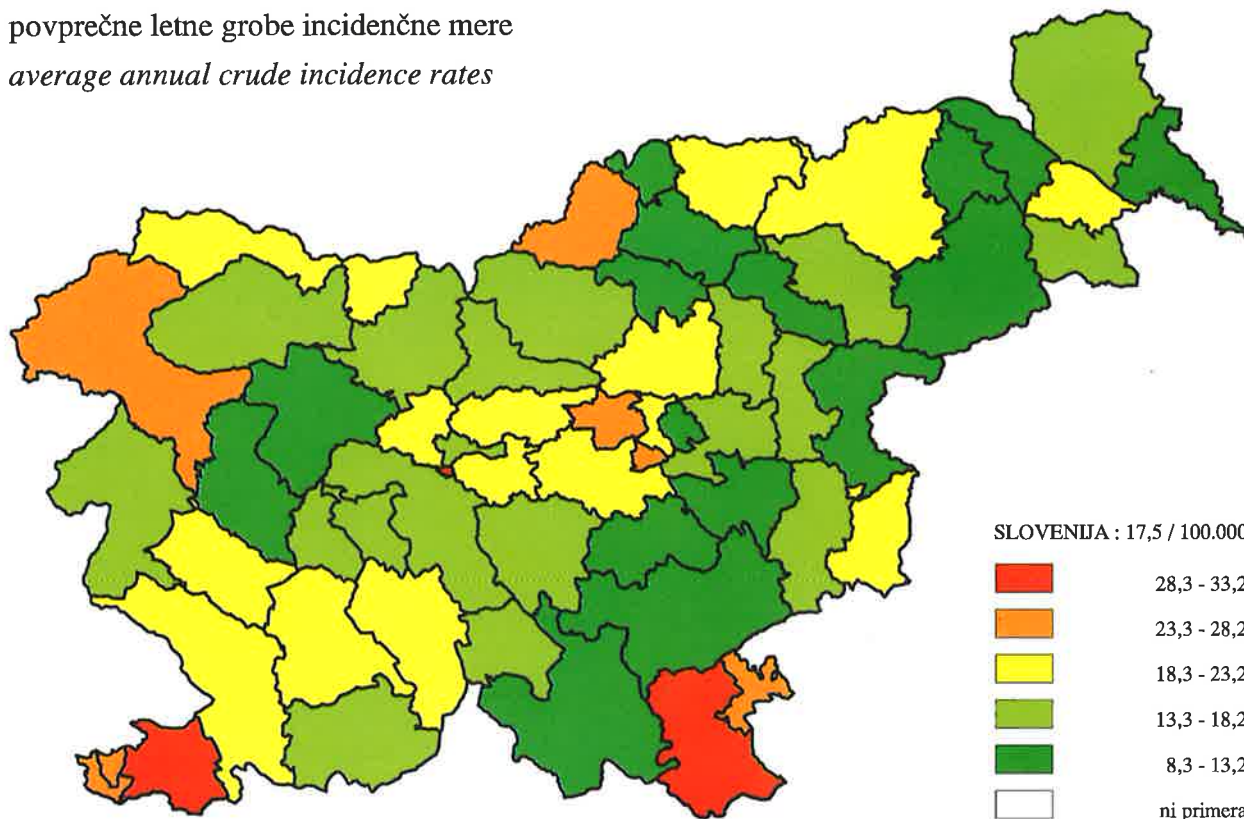 povprečne letne grobe incidenčne mere
average annual crude incidence rates
SLOVENIJA : 17,5 / 100.000
28,3 - 33,2
23,3 - 28,2
18,3 - 23,2
13,3 - 18,2
8,3 - 13,2
ni primera